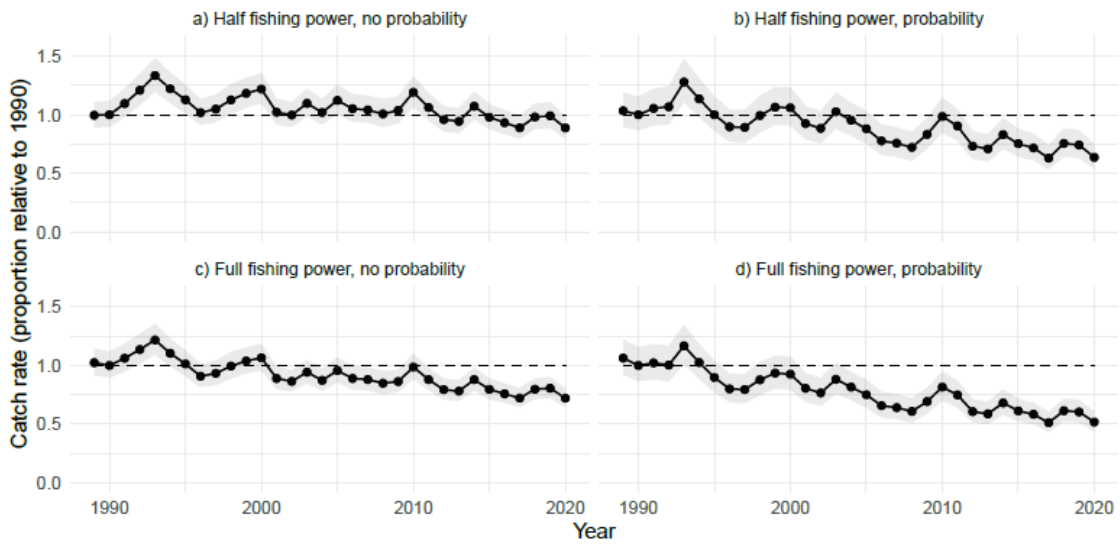 a) Half fishing power, no probability
b) Half fishing power, probability
1.5
1.0
0.5
0.0
c) Full fishing power, no probability
d) Full fishing power, probability
1.5
1.0
0.5
0.0
1990 2000 2010 2020
1990 2000 2010 2020
Year
Catch rate (proportion relative to 1990)